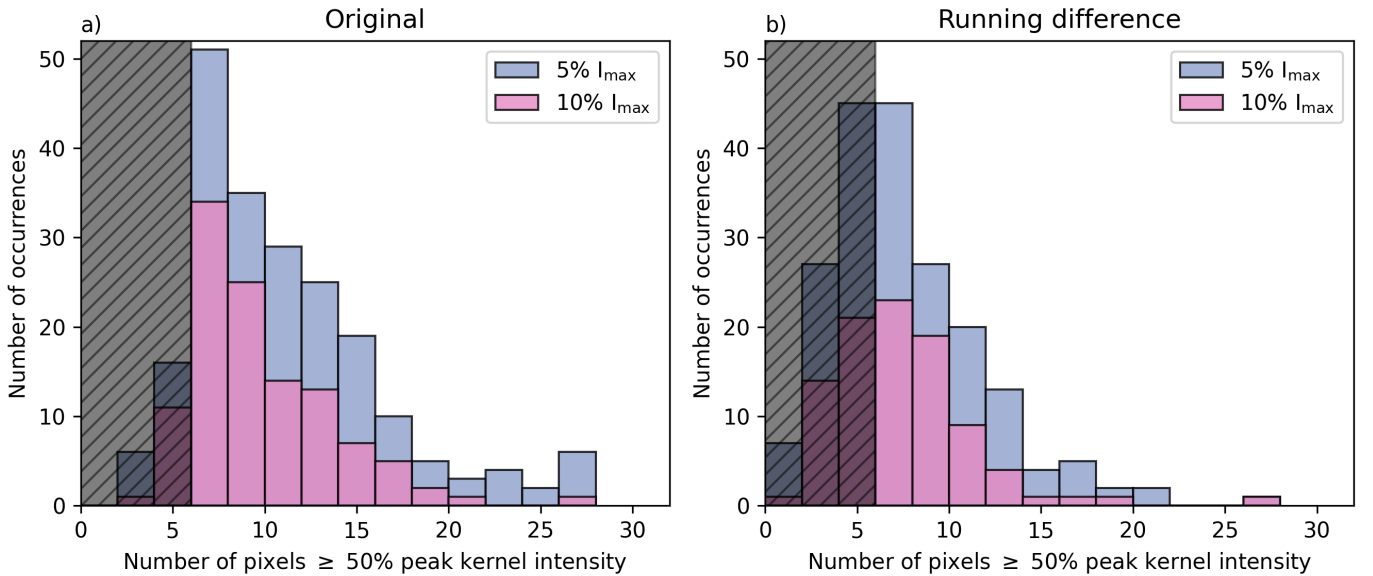 a)
Original
50
40
30
20
10
0
Number of occurrences
5% Imax
10% Imax
0 5 10 15 20 25 30
Number of pixels ≥ 50% peak kernel intensity
b)
Running difference
50
40
30
20
10
0
Number of occurrences
5% Imax
10% Imax
0 5 10 15 20 25 30
Number of pixels ≥ 50% peak kernel intensity